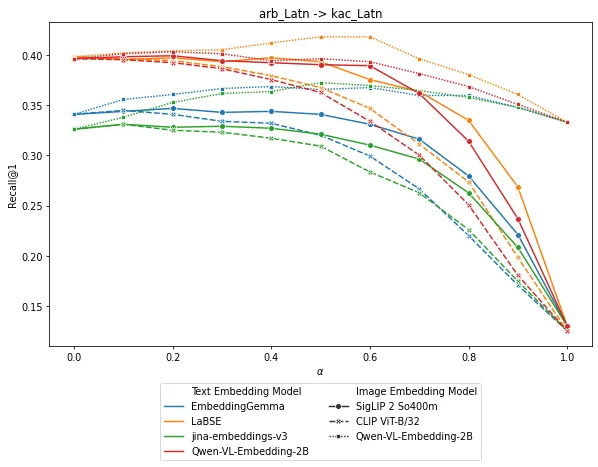 arb_Latn -> kac_Latn
Recall@1
0.40
0.35
0.30
0.25
0.20
0.15
0.0
0.2
0.4
0.6
0.8
1.0
α
Text Embedding Model
EmbeddingGemma
LaBSE
jina-embeddings-v3
Qwen-VL-Embedding-2B
Image Embedding Model
SigLIP 2 So400m
CLIP ViT-B/32
Qwen-VL-Embedding-2B